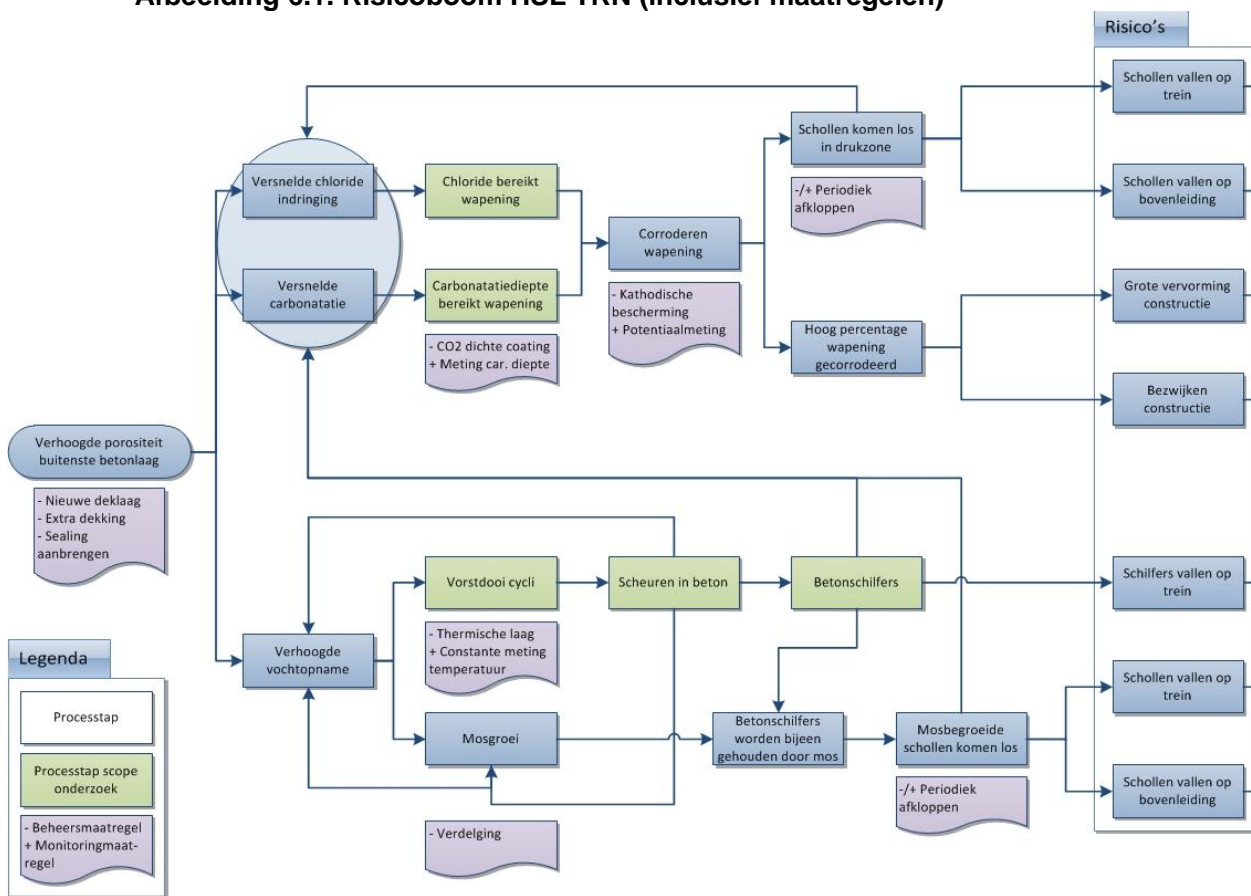 Afbeelding 6.1. Risicoboom HSL TRN (inclusief maatregelen)
Risico's
Schollen vallen op
trein
Schollen komen los
in drukzone
Versnelde chloride
indringing
Chloride bereikt
wapening
Schollen vallen op
bovenleiding
-/+ Periodiek
afkloppen
Corroderen
wapening
Versnelde
carbonatatie
Carbonatatiediepte
bereikt wapening
Grote vervorming
constructie
- Kathodische
bescherming
+ Potentiaalmeting
Hoog percentage
wapening
gecorrodeerd
- CO2 dichte coating
+ Meting car. diepte
Bezwijken
constructie
Verhoogde porositeit
buitenste betonlaag
- Nieuwe deklaag
- Extra dekking
- Sealing
aanbrengen
Vorstdooi cycli
Scheuren in beton
Betonschilfers
Schilfers vallen op
trein
- Thermische laag
+ Constante meting
temperatuur
Verhoogde
vochtopname
Schollen vallen op
trein
Mosgroei
Betonschilfers
worden bijeen
gehouden door mos
Mosbegroeide
schollen komen los
Schollen vallen op
bovenleiding
-/+ Periodiek
afkloppen
- Verdelging
Legenda
Processtap
Processtap scope
onderzoek
- Beheersmaatregel
+ Monitoringmaat-
regel